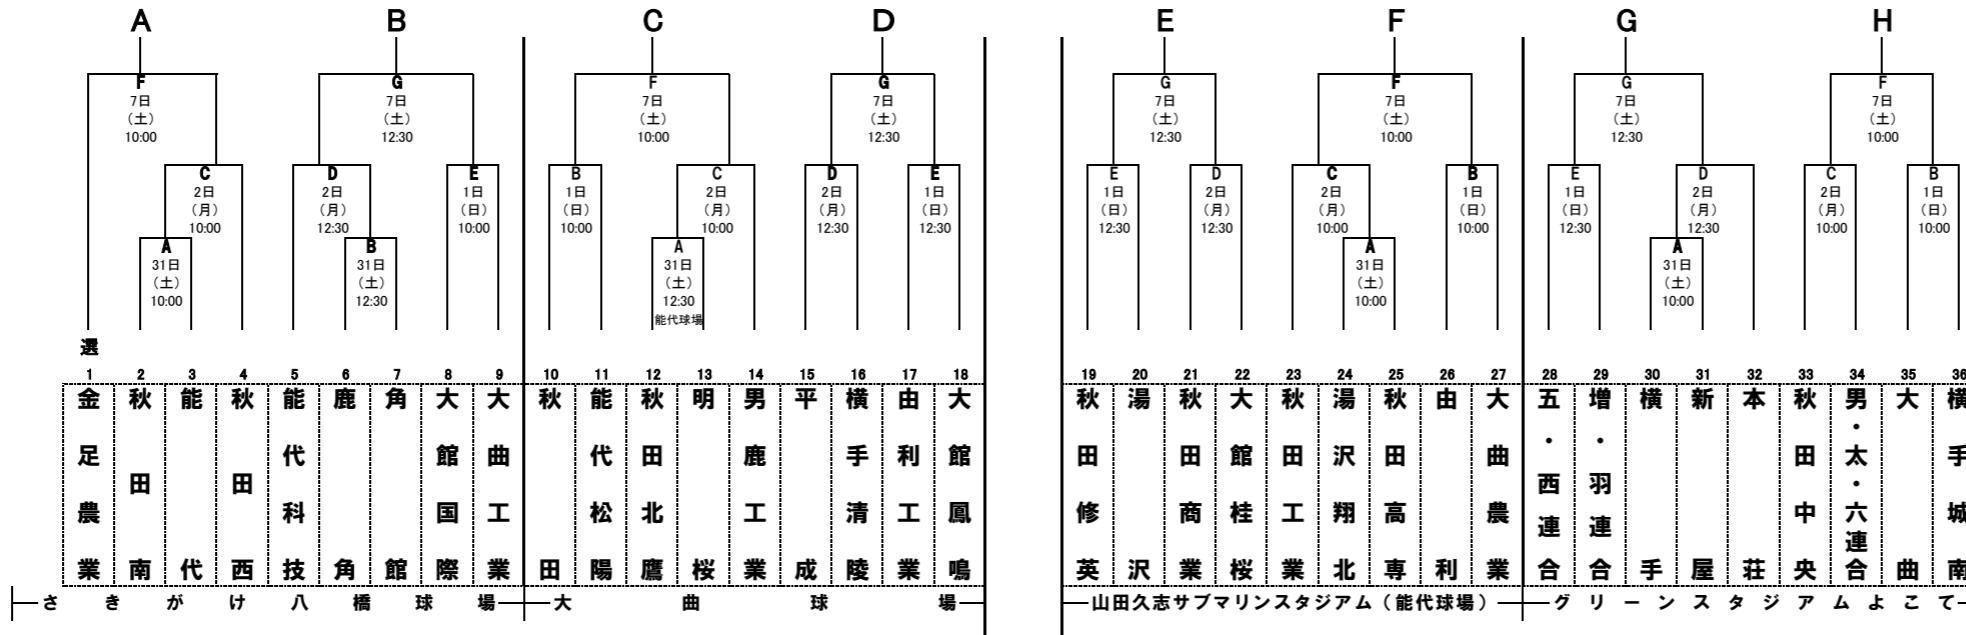 A B C D E F G H
F G F G G F G F
7日 7日 7日 7日 7日 7日 7日 7日
（土） （土） （土） （土） （土） （土） （土） （土）
10:00 12:30 10:00 12:30 12:30 10:00 12:30 10:00
C D E B C D E E D C B E D C B
2日 2日 1日 1日 2日 2日 1日 1日 2日 2日 1日 1日 2日 2日 1日
（月） （月） （日） （日） （月） （月） （日） （日） （月） （月） （日） （日） （月） （月） （日）
10:00 12:30 10:00 10:00 10:00 12:30 12:30 12:30 12:30 10:00 10:00 12:30 12:30 10:00 10:00
A B A A A
31日 31日 31日 31日 31日
（土） （土） （土） （土） （土）
10:00 12:30 12:30 10:00 10:00
能代球場
選
1 2 3 4 5 6 7 8 9 10 11 12 13 14 15 16 17 18 19 20 21 22 23 24 25 26 27 28 29 30 31 32 33 34 35 36
金足農業
秋田南
能代
秋田西
能代科技
鹿角
角館
大館国際
大曲工業
秋田
能代松陽
秋田北鷹
明桜
男鹿工業
平成
横手清陵
由利工業
大館鳳鳴
秋田修英
湯沢
秋田商業
大館桂桜
秋田工業
湯沢翔北
秋田高専
由利
大曲農業
五・西連合
増・羽連合
横手
新屋
本荘
秋田中央
男・太・六連合
大曲
横手城南
さきがけ八橋球場
大曲球場
山田久志サブマリンスタジアム（能代球場）
グリーンスタジアムよこて